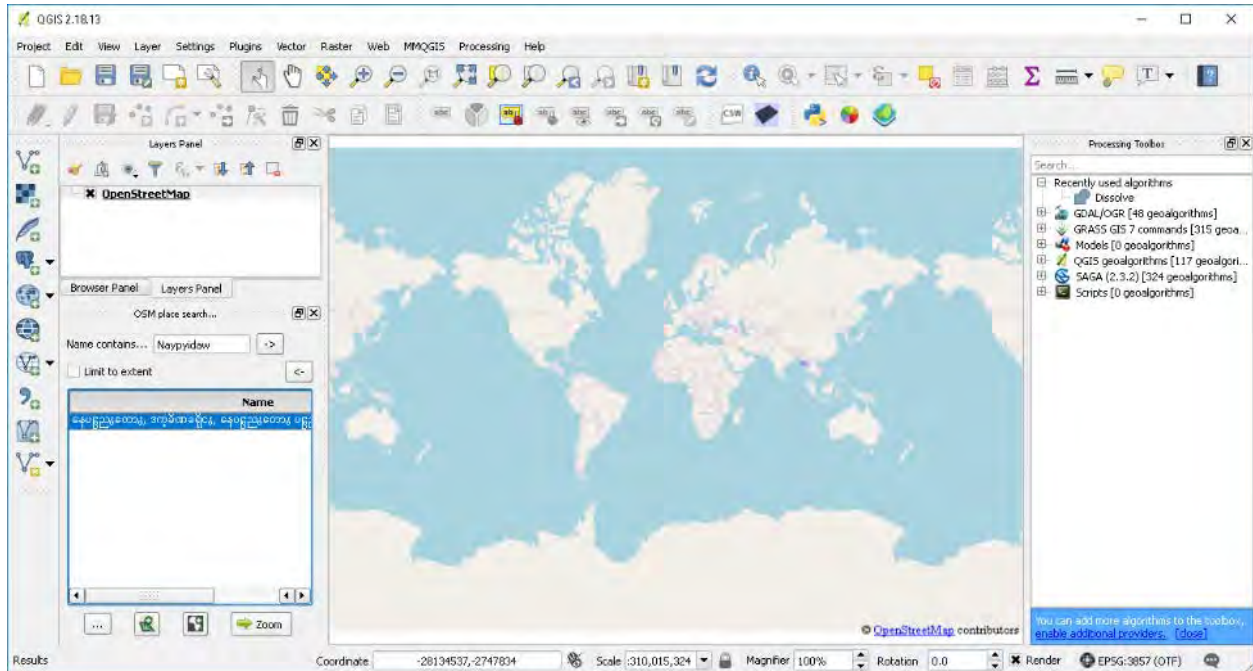 QGIS 2.18.13
Project Edit View Layer Settings Plugins Vector Raster Web MMQGIS Processing Help
Layers Panel
OpenStreetMap
Browser Panel Layers Panel
OSM place search...
Name contains... Naypyidaw ->
Limit to extent <-
Name
... Zoom
© OpenStreetMap contributors
Processing Toolbox
Search...
Recently used algorithms
Dissolve
GDAL/OGR [48 geoalgorithms]
GRASS GIS 7 commands [315 geoa...
Models [0 geoalgorithms]
QGIS geoalgorithms [117 geoalgori...
SAGA (2.3.2) [324 geoalgorithms]
Scripts [0 geoalgorithms]
You can add more algorithms to the toolbox,
enable additional providers. [close]
Results Coordinate -28134537,-2747834 Scale :310,015,324 Magnifier 100% Rotation 0.0 Render EPSG:3857 (OTF)